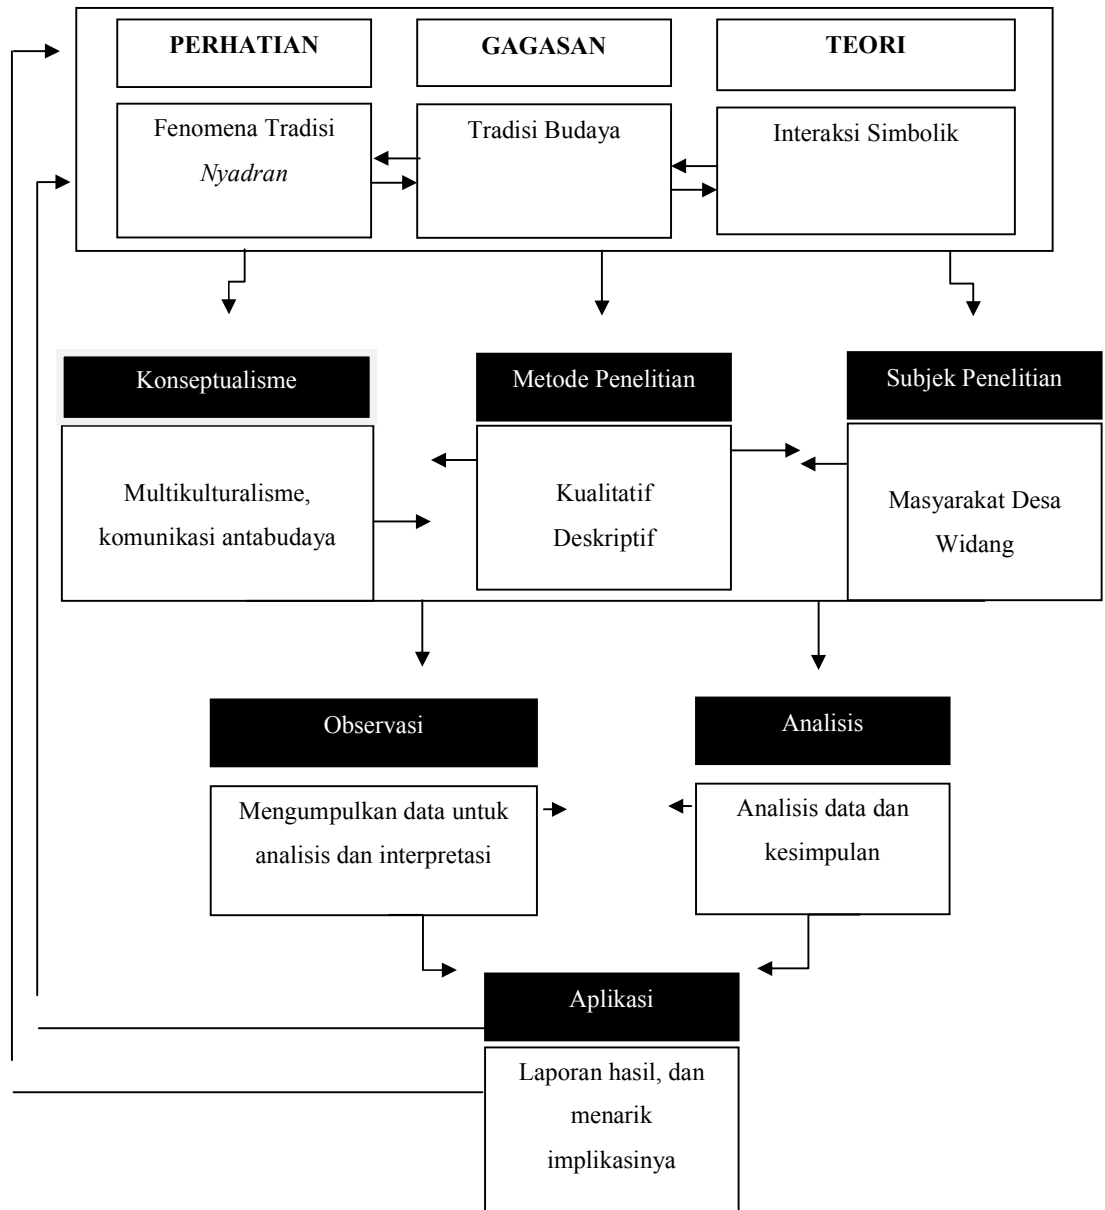 PERHATIAN
GAGASAN
TEORI
Fenomena Tradisi
Nyadran
Tradisi Budaya
Interaksi Simbolik
Konseptualisme
Metode Penelitian
Subjek Penelitian
Multikulturalisme,
komunikasi antabudaya
Kualitatif
Deskriptif
Masyarakat Desa
Widang
Observasi
Analisis
Mengumpulkan data untuk
analisis dan interpretasi
Analisis data dan
kesimpulan
Aplikasi
Laporan hasil, dan
menarik
implikasinya